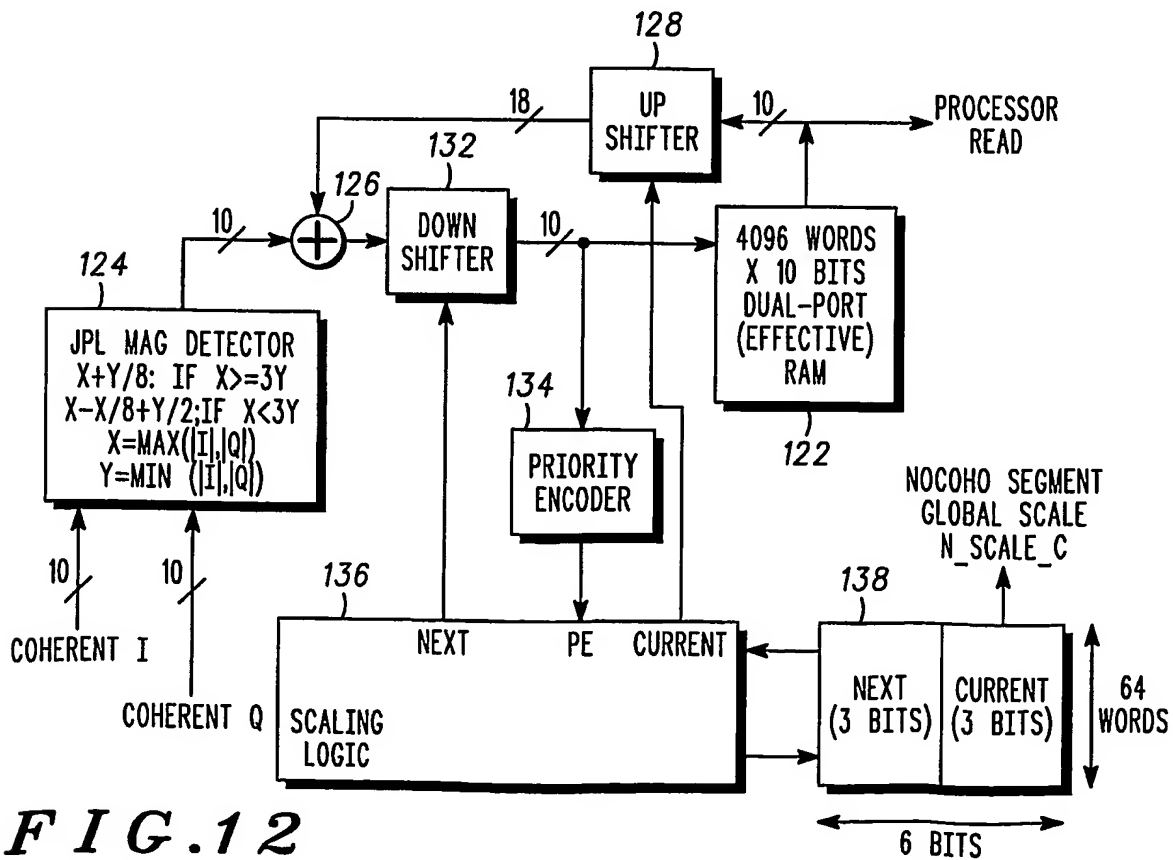 128
UP
SHIFTER
18
10
PROCESSOR
READ
132
126
DOWN
SHIFTER
10
10
4096 WORDS
X 10 BITS
DUAL-PORT
(EFFECTIVE)
RAM
122
124
JPL MAG DETECTOR
X+Y/8: IF X>=3Y
X-X/8+Y/2;IF X<3Y
X=MAX(|I|,|Q|)
Y=MIN (|I|,|Q|)
134
PRIORITY
ENCODER
NOCOHO SEGMENT
GLOBAL SCALE
N_SCALE_C
10
10
COHERENT I
COHERENT Q
136
NEXT
PE
CURRENT
SCALING
LOGIC
138
NEXT
(3 BITS)
CURRENT
(3 BITS)
64
WORDS
6 BITS
FIG.12